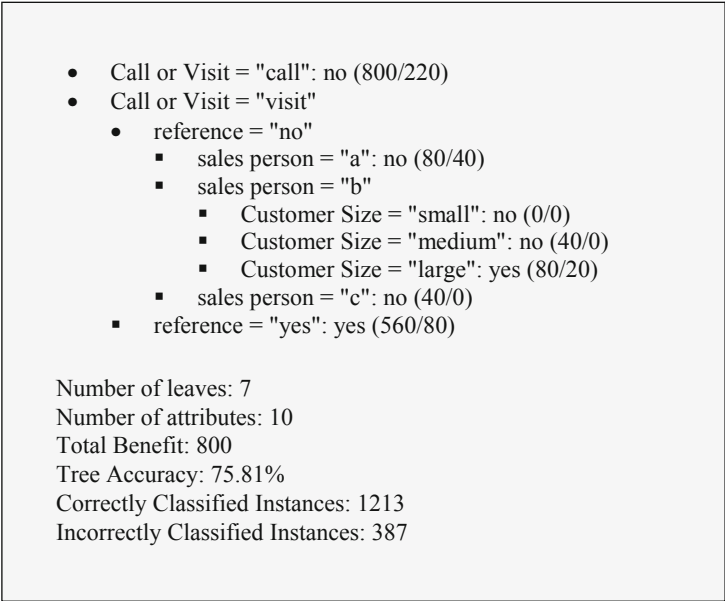 • Call or Visit = "call": no (800/220)
• Call or Visit = "visit"
• reference = "no"
▪ sales person = "a": no (80/40)
▪ sales person = "b"
▪ Customer Size = "small": no (0/0)
▪ Customer Size = "medium": no (40/0)
▪ Customer Size = "large": yes (80/20)
▪ sales person = "c": no (40/0)
▪ reference = "yes": yes (560/80)
Number of leaves: 7
Number of attributes: 10
Total Benefit: 800
Tree Accuracy: 75.81%
Correctly Classified Instances: 1213
Incorrectly Classified Instances: 387